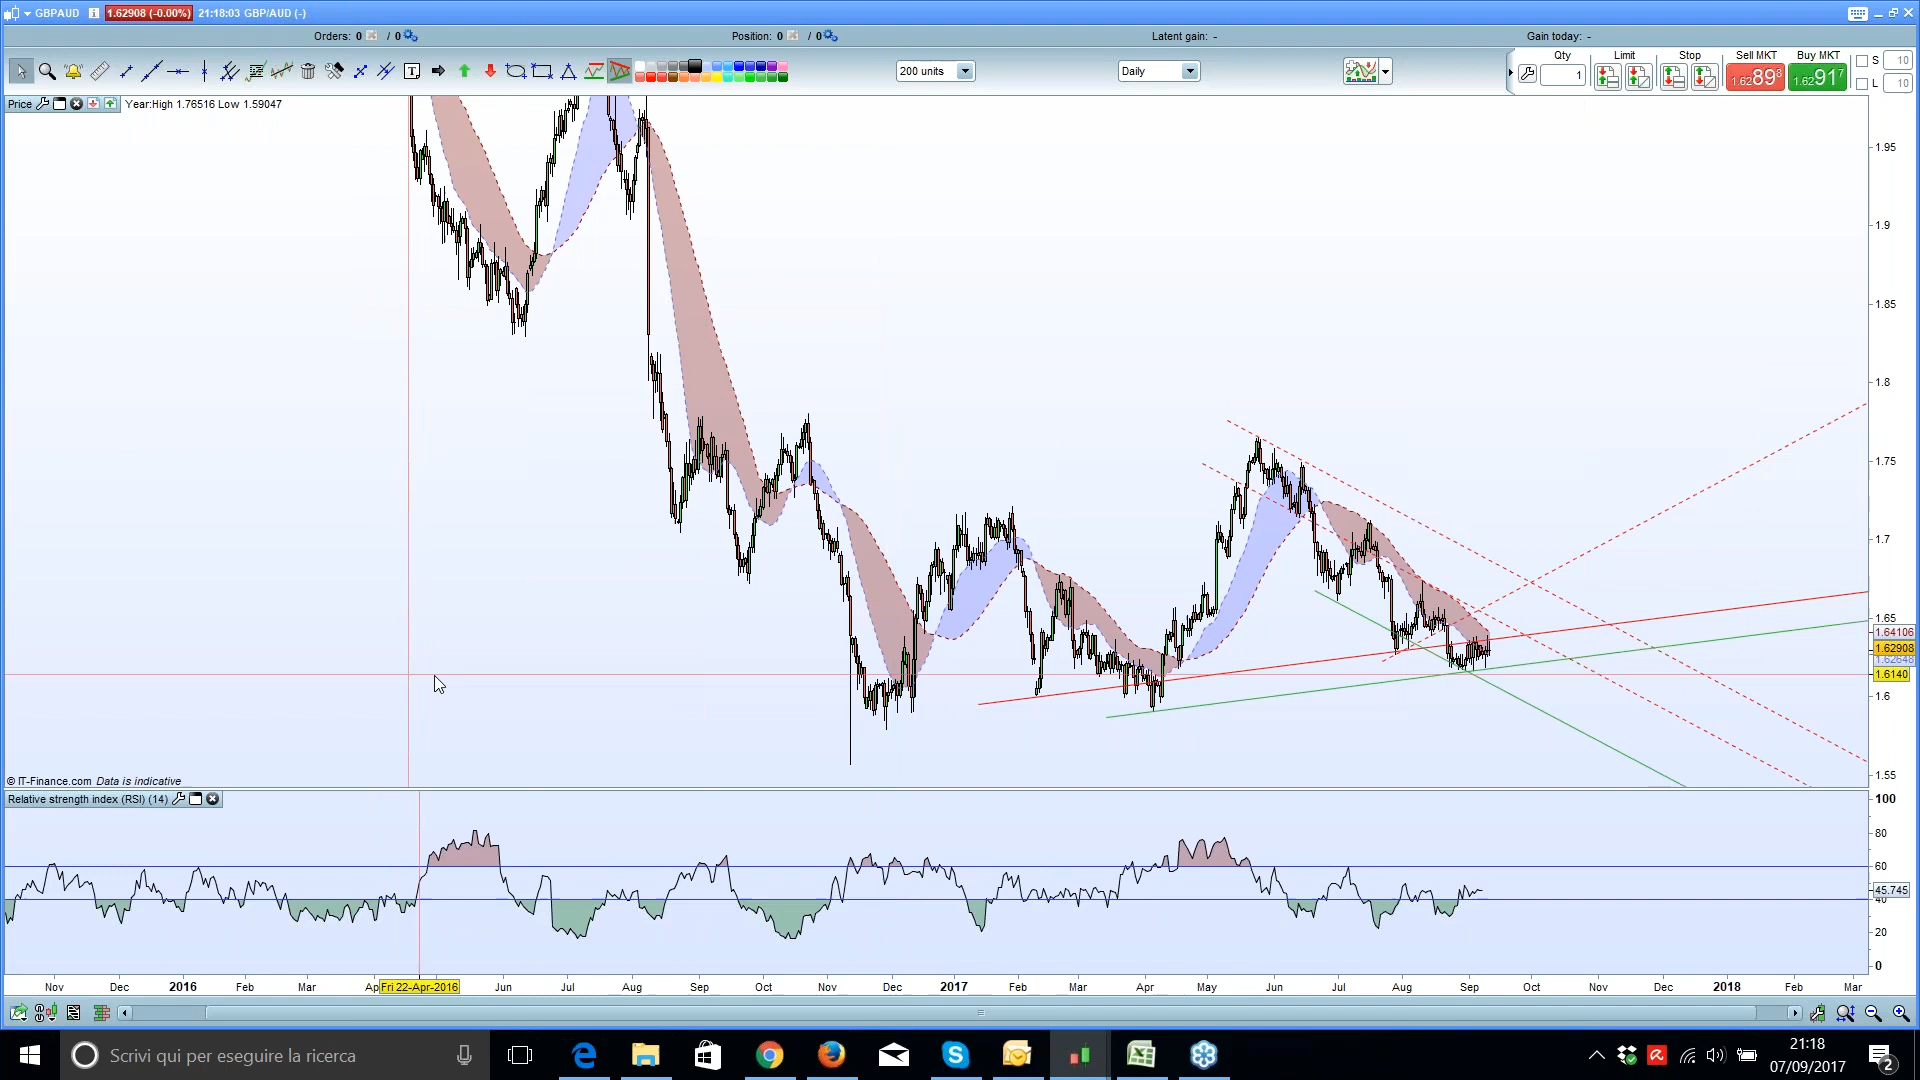 GBPAUD 1.62908 (-0.00%) 21:18:03 GBP/AUD (-)
Orders: 0 / 0 Position: 0 / 0 Latent gain: - Gain today: -
200 units Daily
Qty Limit Stop Sell MKT Buy MKT S 10
1 1.62898 1.62917 L 10
Price Year:High 1.76516 Low 1.59047
1.95
1.9
1.85
1.8
1.75
1.7
1.65
1.64106
1.62908
1.62648
1.6140
1.6
1.55
© IT-Finance.com Data is indicative
Relative strength index (RSI) (14)
100
80
60
45.745
40
20
0
Nov Dec 2016 Feb Mar Ap Fri 22-Apr-2016 Jun Jul Aug Sep Oct Nov Dec 2017 Feb Mar Apr May Jun Jul Aug Sep Oct Nov Dec 2018 Feb Mar
Scrivi qui per eseguire la ricerca
21:18
07/09/2017
2